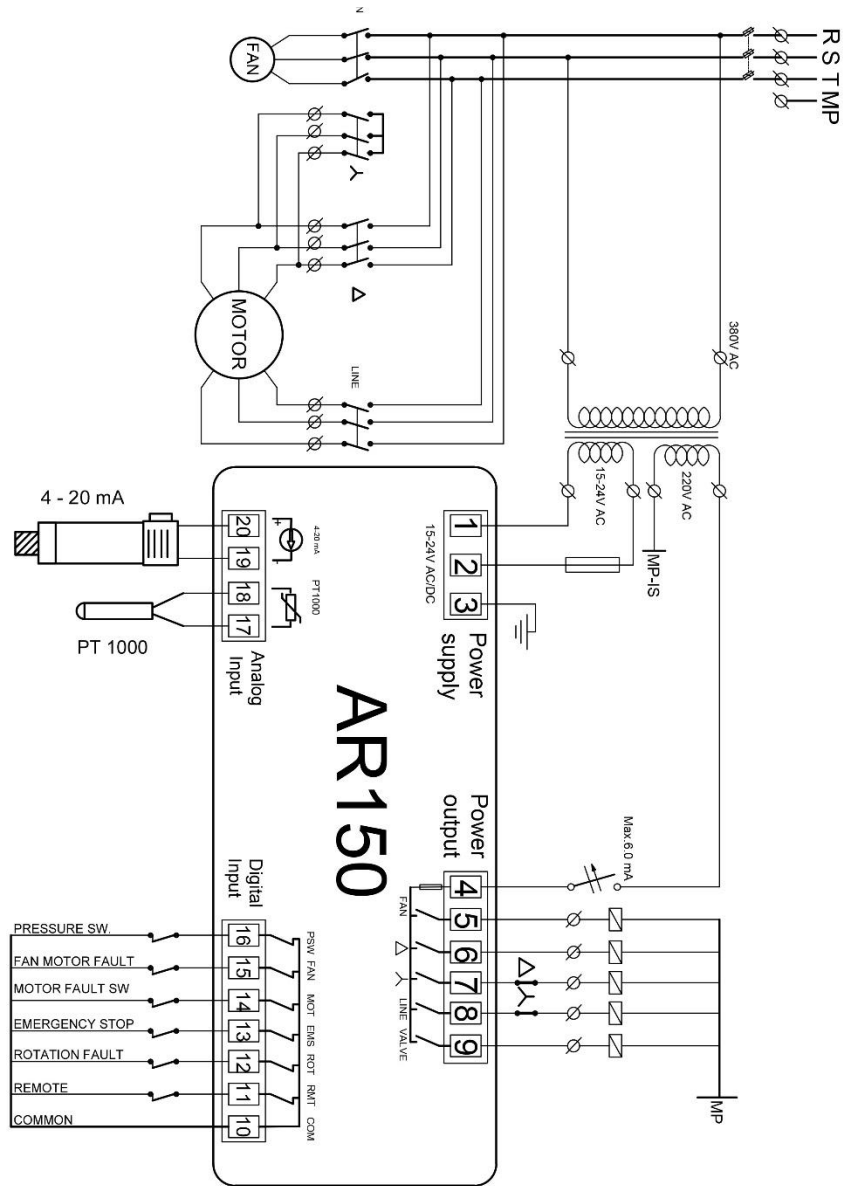 R S T MP
N
FAN
MOTOR
LINE
380V AC
15-24V AC
220V AC
MP-IS
4 - 20 mA
PT 1000
20
19
18
17
4-20 mA
+
-
PT1000
Analog
Input
1
2
3
15-24V AC/DC
Power
supply
AR150
Power
output
4
5
6
7
8
9
FAN
LINE
VALVE
Max.6.0 mA
MP
Digital
Input
16
15
14
13
12
11
10
PSW
FAN
MOT
EMS
ROT
RMT
COM
PRESSURE SW.
FAN MOTOR FAULT
MOTOR FAULT SW
EMERGENCY STOP
ROTATION FAULT
REMOTE
COMMON